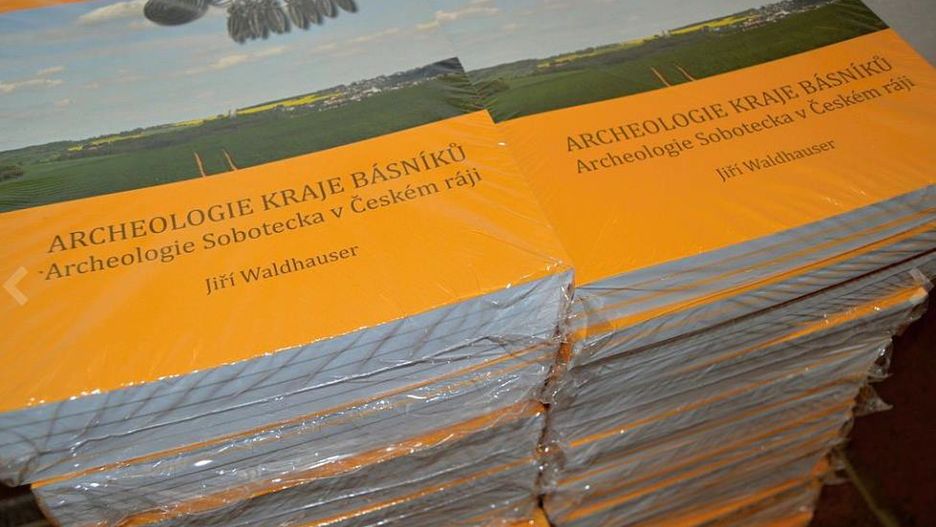 ARCHEOLOGIE KRAJE BÁSNÍKŮ
Archeologie Sobotecka v Českém ráji
Jiří Waldhauser
ARCHEOLOGIE KRAJE BÁSNÍKŮ
Archeologie Sobotecka v Českém ráji
Jiří Waldhauser